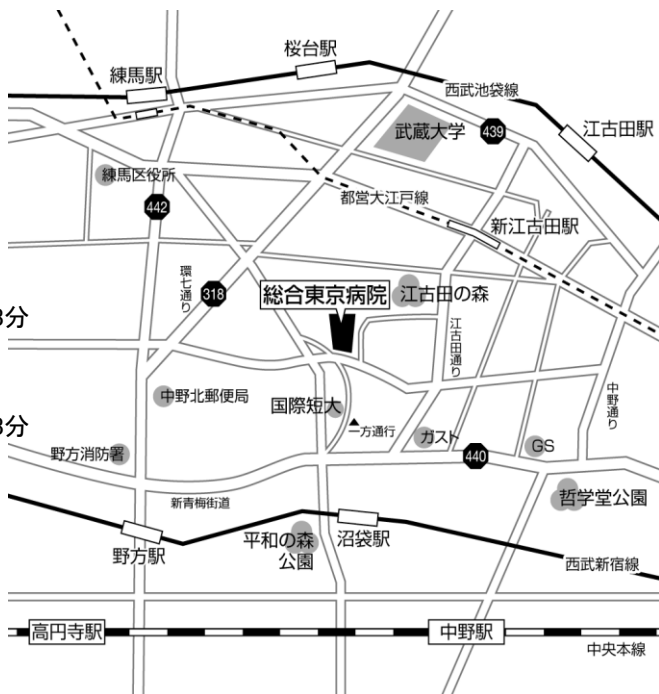 桜台駅
練馬駅
西武池袋線
武蔵大学
439
江古田駅
練馬区役所
都営大江戸線
442
新江古田駅
環七通り
318
総合東京病院
江古田の森
分
江古田通り
中野通り
中野北郵便局
国際短大
一方通行
ガスト
GS
分
野方消防署
440
新青梅街道
哲学堂公園
野方駅
平和の森
公園
沼袋駅
西武新宿線
高円寺駅
中野駅
中央本線